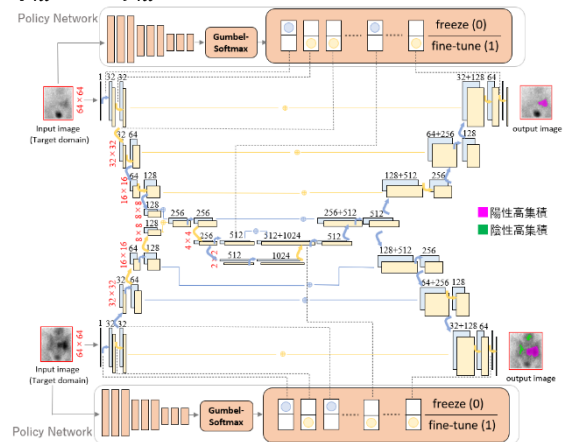 Policy Network
Gumbel-
Softmax
freeze (0)
fine-tune (1)
1 32 32
32+128 64
64 × 64
Input image
(Target domain)
output image
32 64
64+256 128
32 × 32
64 128
128+512 256
16 × 16
128
8 × 8
256 256
256+512 512
陽性高集積
陰性高集積
128
8 × 8
256 512 512+1024 512
4 × 4
2 × 2
512 1024
64 128
128+512 256
16 × 16
32 64
64+256 128
32 × 32
1 32 32
32+128 64
64 × 64
Input image
(Target domain)
output image
Policy Network
Gumbel-
Softmax
freeze (0)
fine-tune (1)